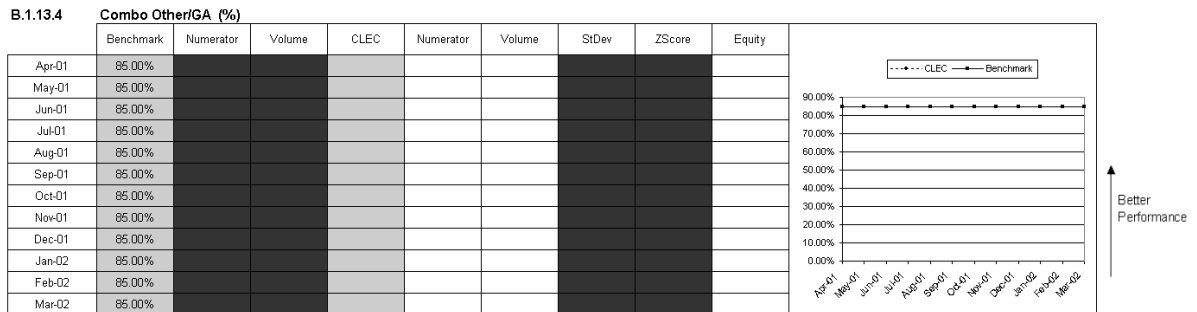 B.1.13.4 Combo Other/GA (%)
Benchmark Numerator Volume CLEC Numerator Volume StDev ZScore Equity
Apr-01 85.00%
May-01 85.00%
Jun-01 85.00%
Jul-01 85.00%
Aug-01 85.00%
Sep-01 85.00%
Oct-01 85.00%
Nov-01 85.00%
Dec-01 85.00%
Jan-02 85.00%
Feb-02 85.00%
Mar-02 85.00%
CLEC Benchmark
90.00%
80.00%
70.00%
60.00%
50.00%
40.00%
30.00%
20.00%
10.00%
0.00%
Apr-01 May-01 Jun-01 Jul-01 Aug-01 Sep-01 Oct-01 Nov-01 Dec-01 Jan-02 Feb-02 Mar-02
Better
Performance